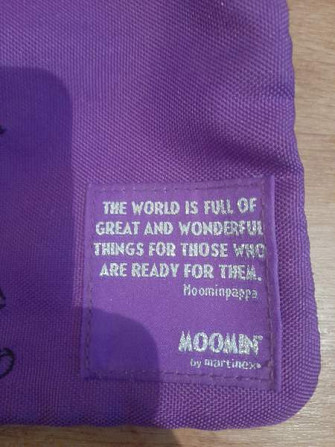 THE WORLD IS FULL OF
GREAT AND WONDERFUL
THINGS FOR THOSE WHO
ARE READY FOR THEM.
Moominpappa
MOOMIN
by martinex®